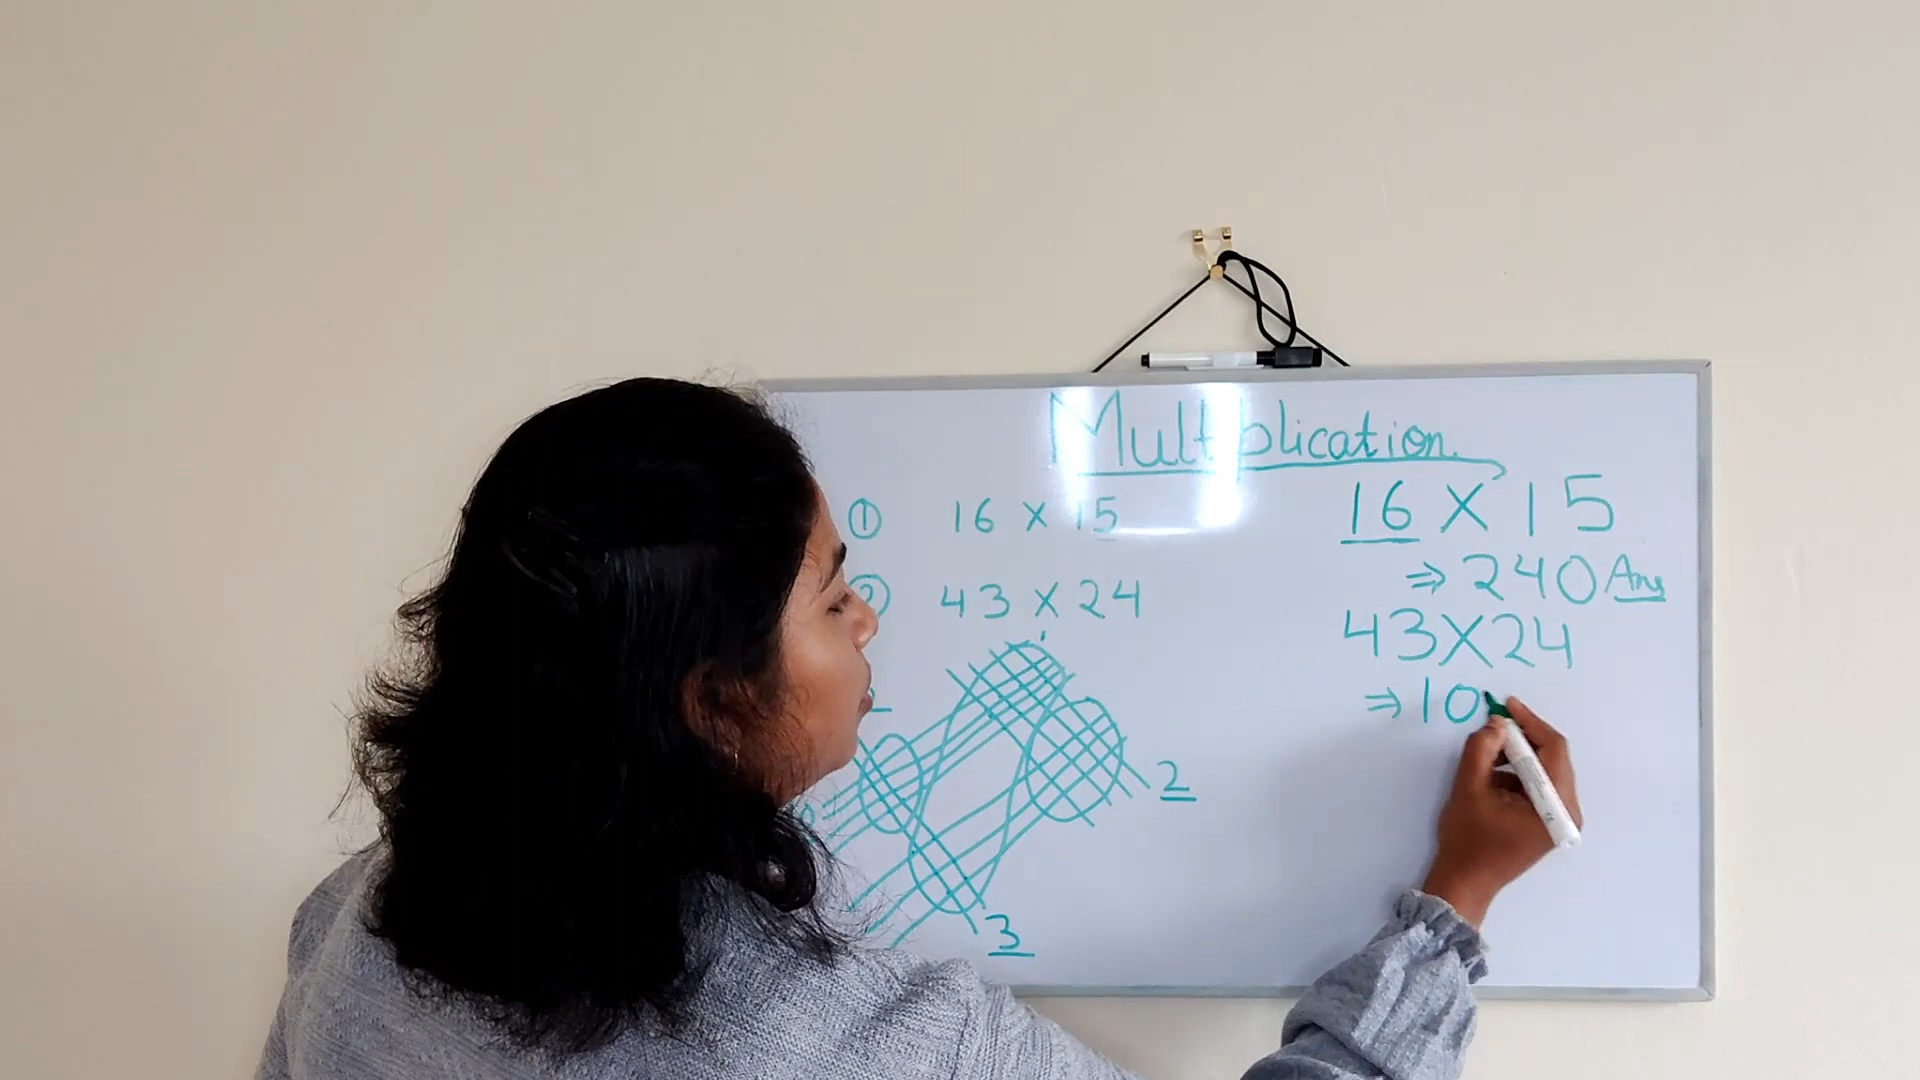 Multiplication.
① 16 X 15
② 43 X 24
2
3
16 X 15
⇒ 240 Ans
43X24
⇒ 10